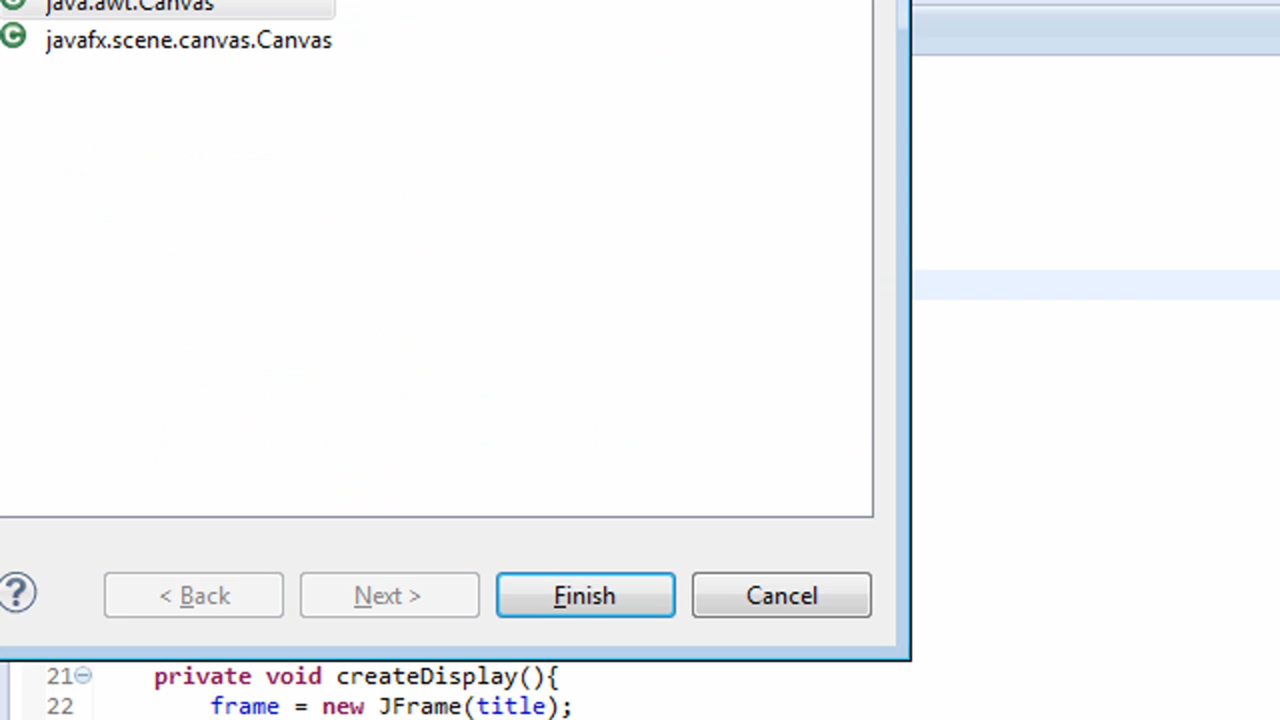 java.awt.Canvas
javafx.scene.canvas.Canvas
?
< Back
Next >
Finish
Cancel
21 private void createDisplay(){
22 frame = new JFrame(title);